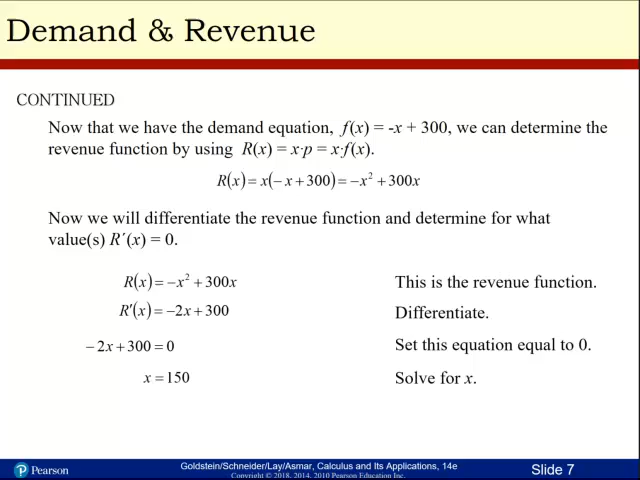 Demand & Revenue
CONTINUED
Now that we have the demand equation, f(x) = -x + 300, we can determine the
revenue function by using R(x) = x·p = x·f(x).
R(x) = x(− x + 300) = −x² + 300x
Now we will differentiate the revenue function and determine for what
value(s) R´(x) = 0.
R(x) = −x² + 300x This is the revenue function.
R′(x) = −2x + 300 Differentiate.
− 2x + 300 = 0 Set this equation equal to 0.
x = 150 Solve for x.
Pearson
Goldstein/Schneider/Lay/Asmar, Calculus and Its Applications, 14e
Copyright © 2018, 2014, 2010 Pearson Education Inc.
Slide 7